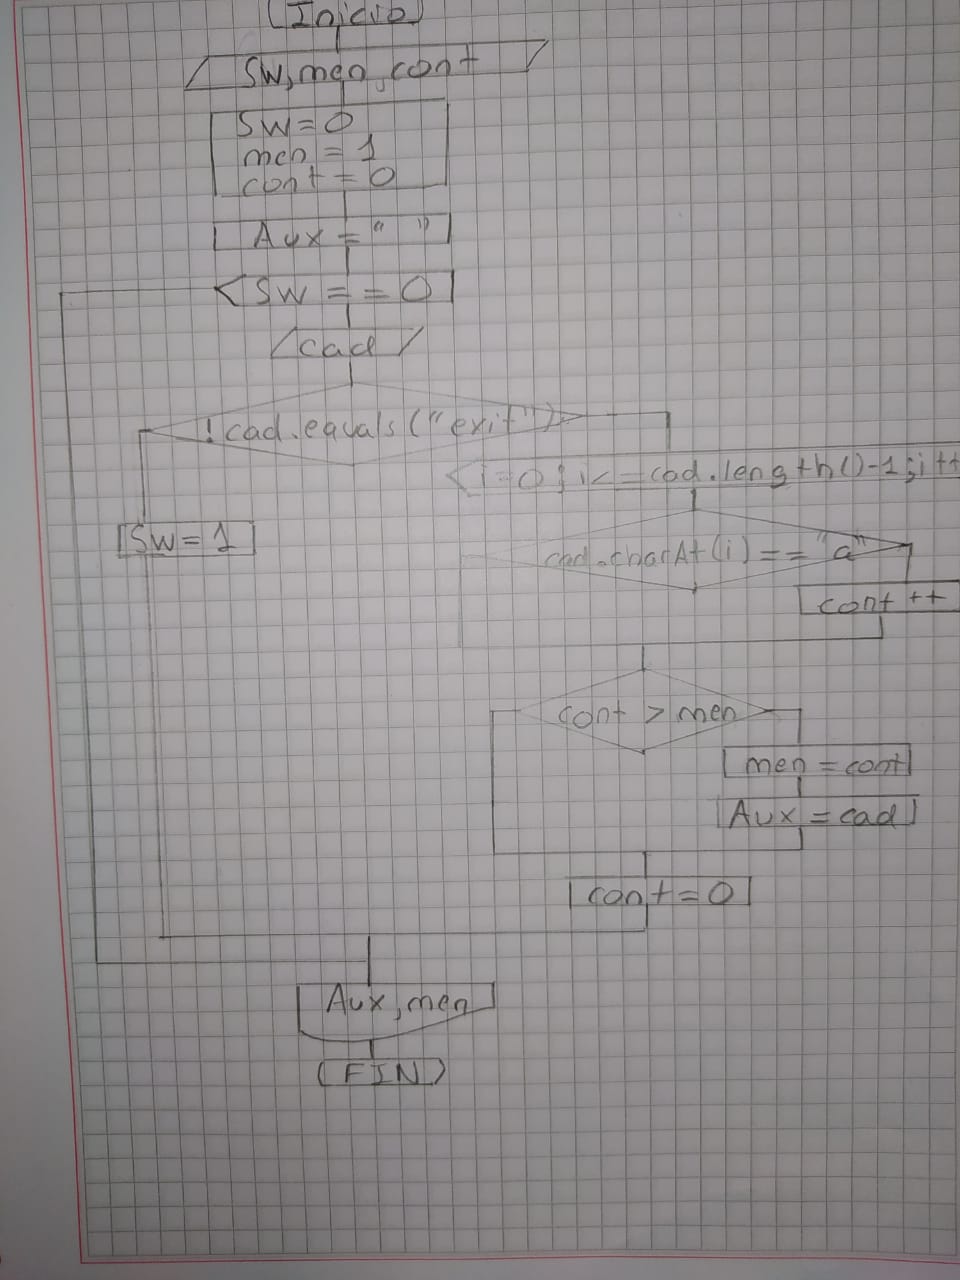 Inicio
SW, men, cont
SW = 0
men = 1
cont = 0
Aux = " "
SW == 0
cad
!cad.equals("exit")
i=0; i<=cad.length()-1; i++
SW = 1
cad.charAt(i) == "a"
cont ++
cont > men
men = cont
Aux = cad
cont = 0
Aux, men
FIN